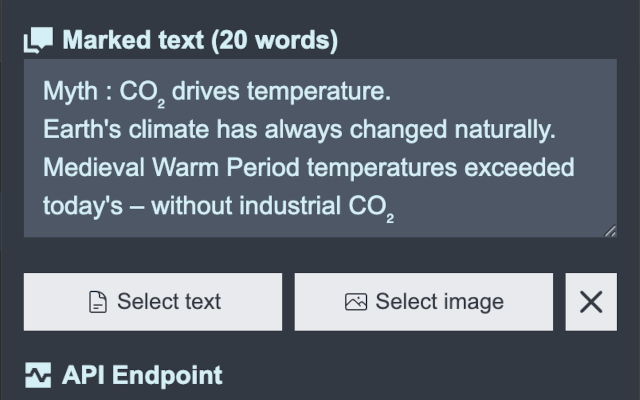 Marked text (20 words)
Myth : CO₂ drives temperature.
Earth's climate has always changed naturally.
Medieval Warm Period temperatures exceeded
today's – without industrial CO₂
Select text
Select image
API Endpoint